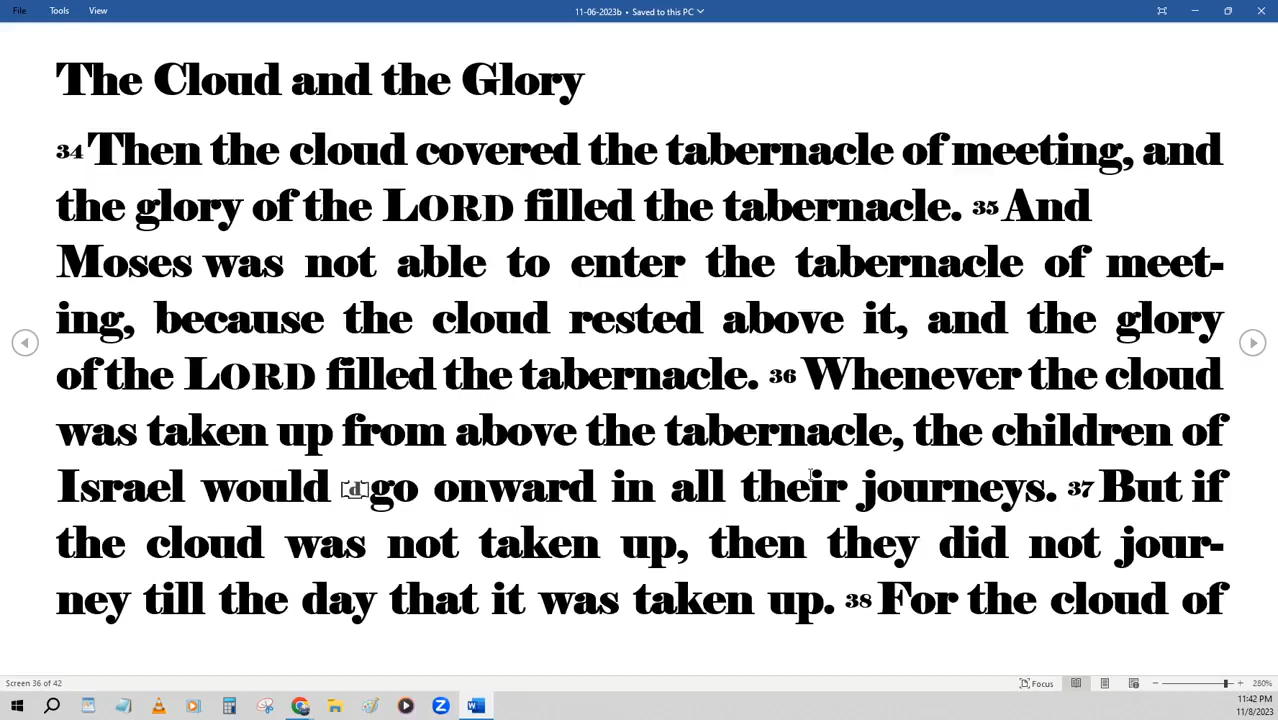 File Tools View 11-06-2023b • Saved to this PC
The Cloud and the Glory
34 Then the cloud covered the tabernacle of meeting, and
the glory of the LORD filled the tabernacle. 35 And
Moses was not able to enter the tabernacle of meet-
ing, because the cloud rested above it, and the glory
of the LORD filled the tabernacle. 36 Whenever the cloud
was taken up from above the tabernacle, the children of
Israel would [d]go onward in all their journeys. 37 But if
the cloud was not taken up, then they did not jour-
ney till the day that it was taken up. 38 For the cloud of
Screen 36 of 42 Focus 280%
11:42 PM
11/8/2023